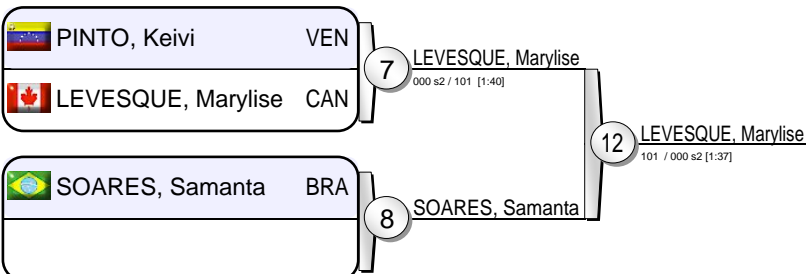 PINTO, Keivi VEN
LEVESQUE, Marylise CAN
7
LEVESQUE, Marylise
000 s2 / 101 [1:40]
12
LEVESQUE, Marylise
101 / 000 s2 [1:37]
SOARES, Samanta BRA
8
SOARES, Samanta